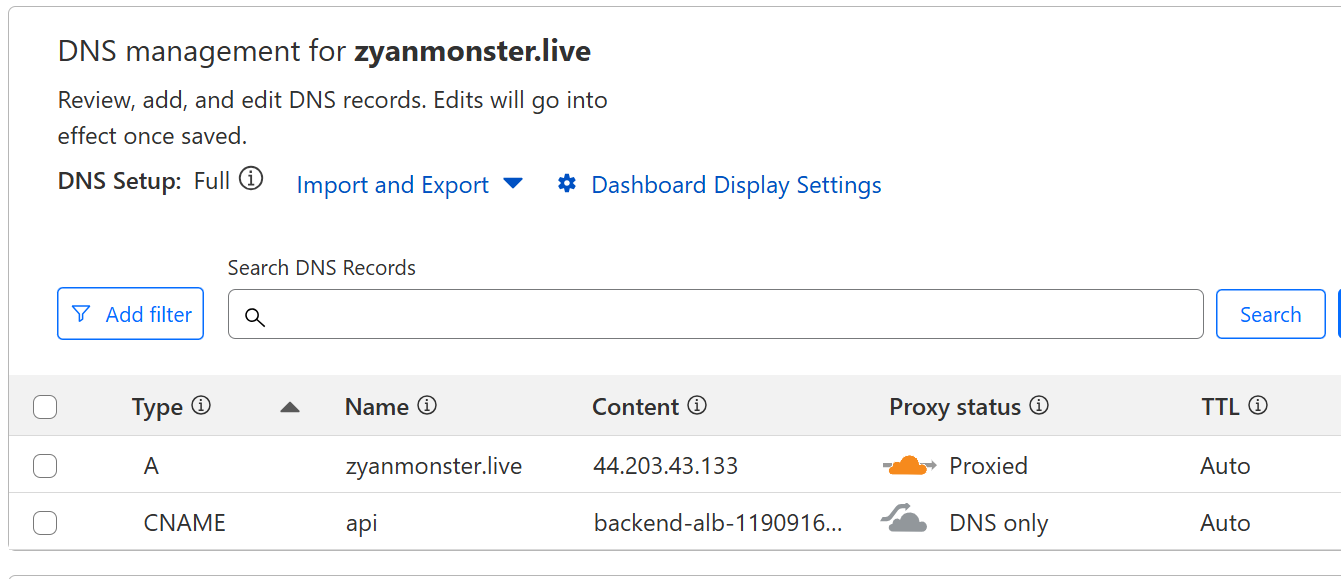 DNS management for zyanmonster.live
Review, add, and edit DNS records. Edits will go into
effect once saved.
DNS Setup: Full Import and Export Dashboard Display Settings
Search DNS Records
Add filter Search
Type Name Content Proxy status TTL
A zyanmonster.live 44.203.43.133 Proxied Auto
CNAME api backend-alb-1190916... DNS only Auto